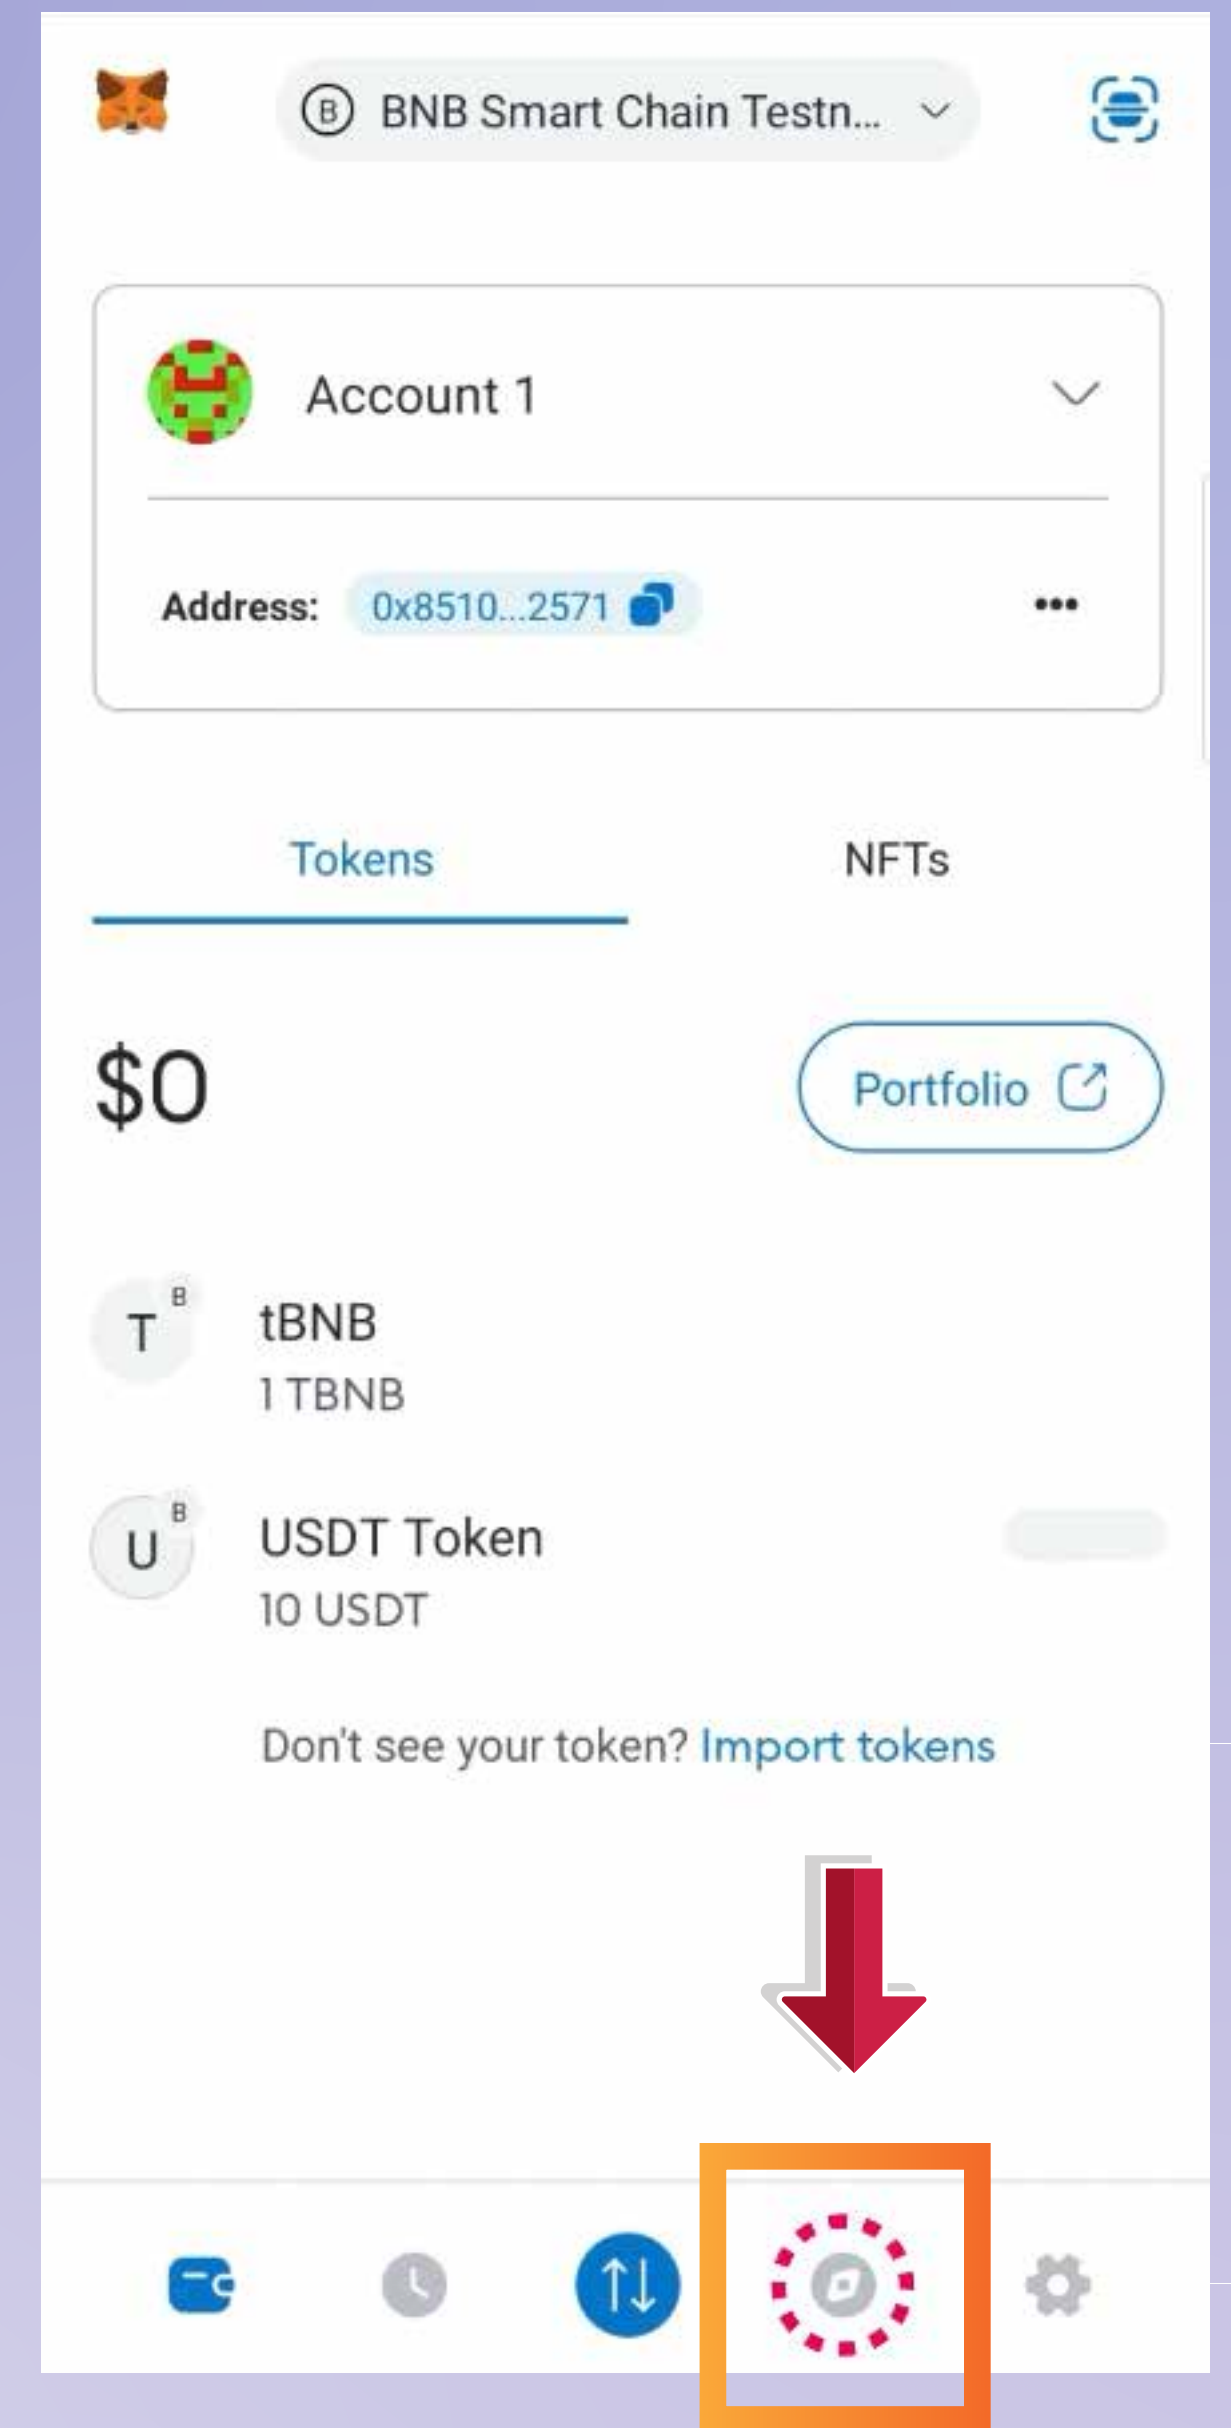 B BNB Smart Chain Testn...
Account 1
Address: 0x8510...2571
Tokens
NFTs
$0
Portfolio
T B
tBNB
1 TBNB
U B
USDT Token
10 USDT
Don't see your token? Import tokens